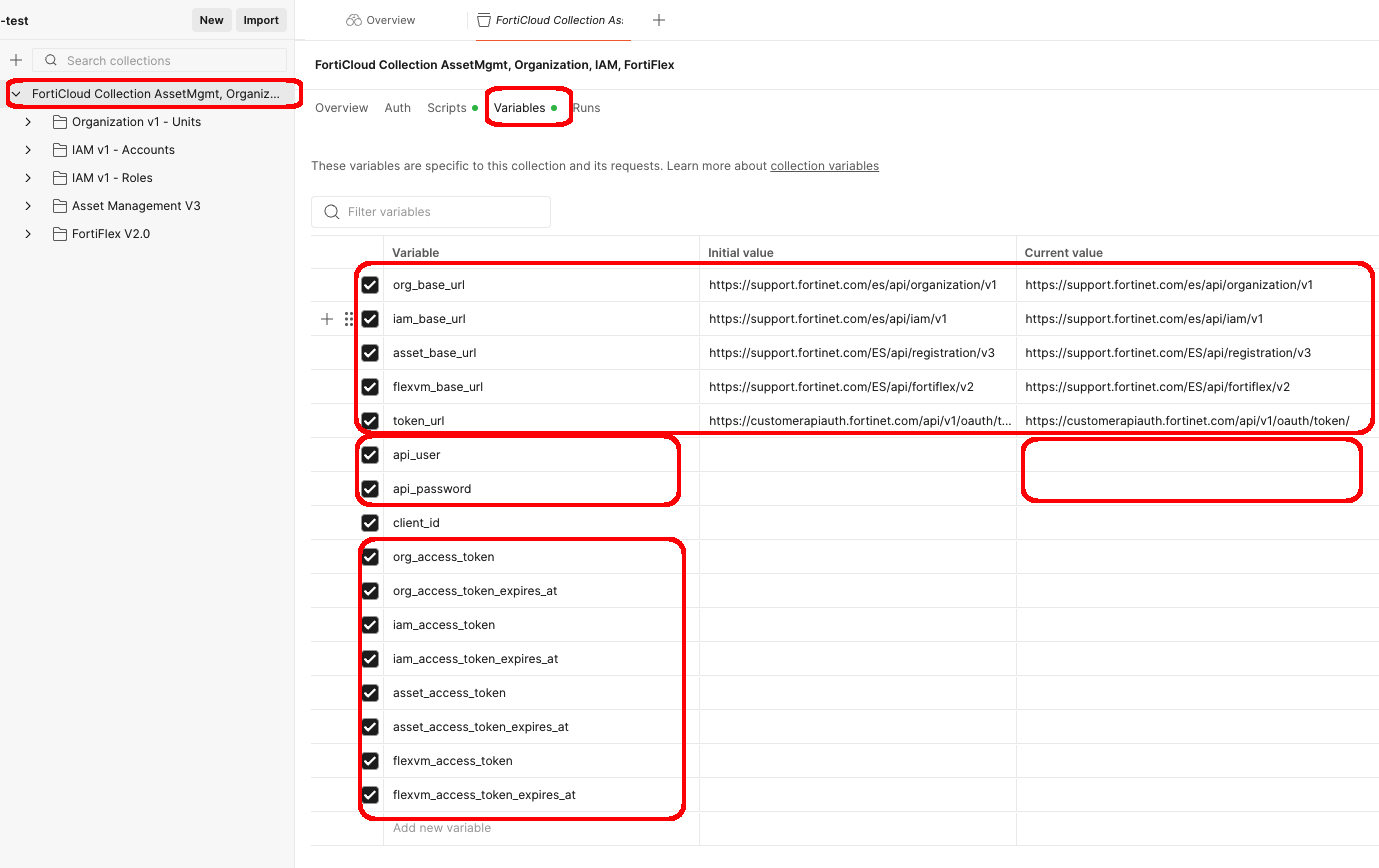 -test
New
Import
Overview
FortiCloud Collection As
Search collections
FortiCloud Collection AssetMgmt, Organiz...
Organization v1 - Units
IAM v1 - Accounts
IAM v1 - Roles
Asset Management V3
FortiFlex V2.0
FortiCloud Collection AssetMgmt, Organization, IAM, FortiFlex
Overview Auth Scripts Variables Runs
These variables are specific to this collection and its requests. Learn more about collection variables
Filter variables
Variable Initial value Current value
org_base_url https://support.fortinet.com/es/api/organization/v1 https://support.fortinet.com/es/api/organization/v1
iam_base_url https://support.fortinet.com/es/api/iam/v1 https://support.fortinet.com/es/api/iam/v1
asset_base_url https://support.fortinet.com/ES/api/registration/v3 https://support.fortinet.com/ES/api/registration/v3
flexvm_base_url https://support.fortinet.com/ES/api/fortiflex/v2 https://support.fortinet.com/ES/api/fortiflex/v2
token_url https://customerapiauth.fortinet.com/api/v1/oauth/t... https://customerapiauth.fortinet.com/api/v1/oauth/token/
api_user
api_password
client_id
org_access_token
org_access_token_expires_at
iam_access_token
iam_access_token_expires_at
asset_access_token
asset_access_token_expires_at
flexvm_access_token
flexvm_access_token_expires_at
Add new variable